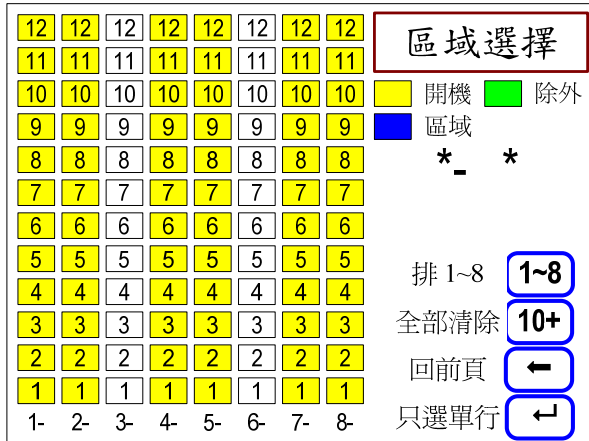 12 12 12 12 12 12 12 12
11 11 11 11 11 11 11 11
10 10 10 10 10 10 10 10
9 9 9 9 9 9 9 9
8 8 8 8 8 8 8 8
7 7 7 7 7 7 7 7
6 6 6 6 6 6 6 6
5 5 5 5 5 5 5 5
4 4 4 4 4 4 4 4
3 3 3 3 3 3 3 3
2 2 2 2 2 2 2 2
1 1 1 1 1 1 1 1
1- 2- 3- 4- 5- 6- 7- 8-
區域選擇
開機 除外
區域
*- *
排 1~8 1~8
全部清除 10+
回前頁 ←
只選單行 ↵